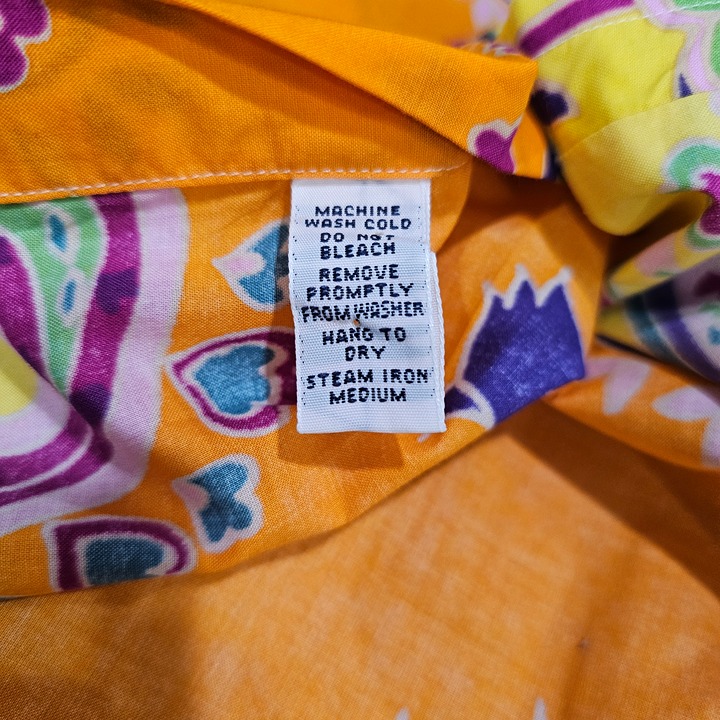 MACHINE
WASH COLD
DO NOT
BLEACH
REMOVE
PROMPTLY
FROM WASHER
HANG TO
DRY
STEAM IRON
MEDIUM